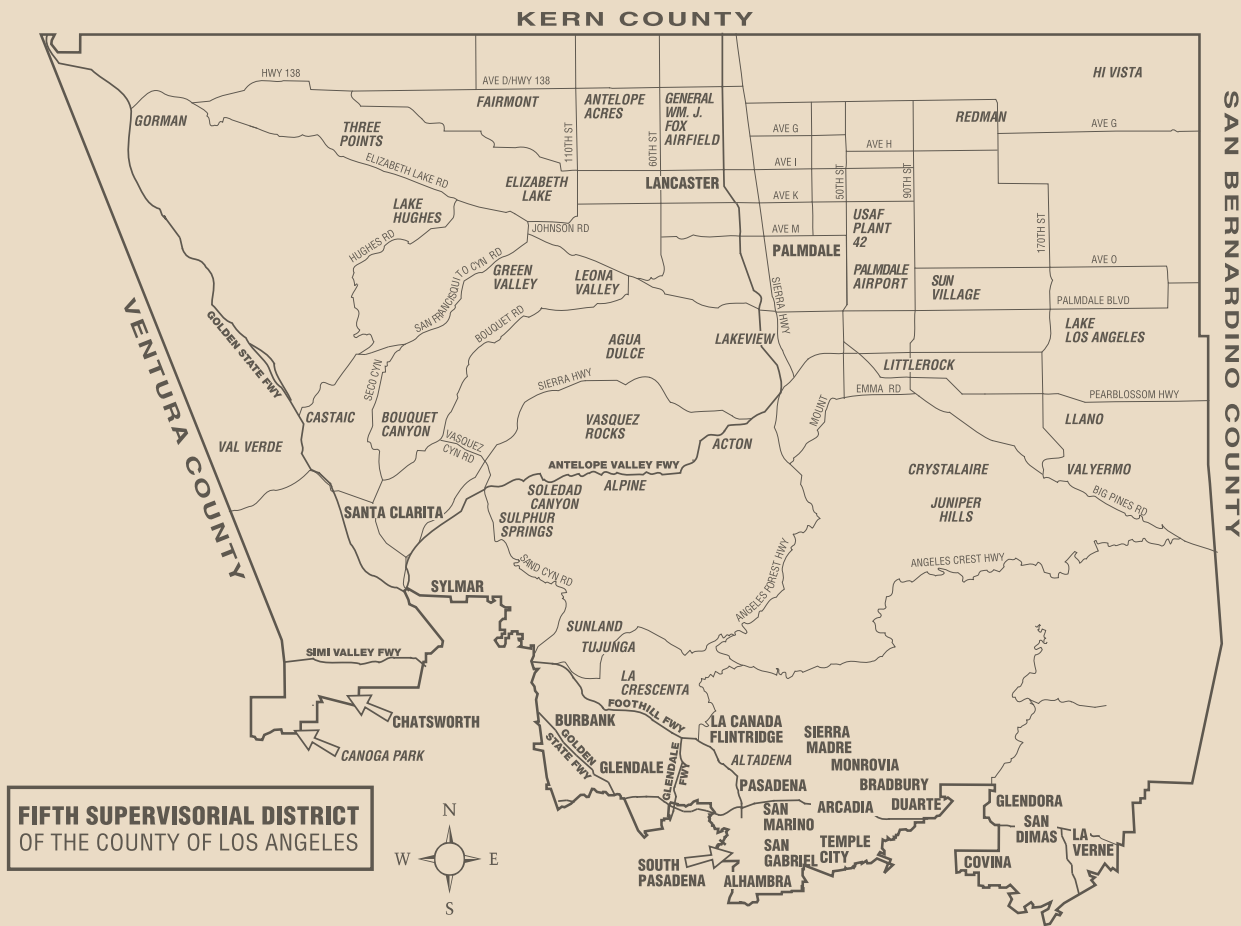 KERN COUNTY
HWY 138
AVE D/HWY 138
HI VISTA
GORMAN
THREE
POINTS
FAIRMONT
ANTELOPE
ACRES
GENERAL
WM. J.
FOX
AIRFIELD
REDMAN
AVE G
AVE G
AVE H
110TH ST
60TH ST
AVE I
50TH ST
90TH ST
ELIZABETH LAKE RD
ELIZABETH
LAKE
LANCASTER
AVE K
LAKE
HUGHES
JOHNSON RD
AVE M
USAF
PLANT
42
170TH ST
HUGHES RD
PALMDALE
AVE O
SAN FRANCISQUITO CYN RD
GREEN
VALLEY
LEONA
VALLEY
SIERRA HWY
PALMDALE
AIRPORT
SUN
VILLAGE
PALMDALE BLVD
BOUQUET RD
LAKE
LOS ANGELES
VENTURA COUNTY
GOLDEN STATE FWY
AGUA
DULCE
LAKEVIEW
SAN BERNARDINO COUNTY
SECO CYN
SIERRA HWY
LITTLEROCK
EMMA RD
PEARBLOSSOM HWY
CASTAIC
BOUQUET
CANYON
VASQUEZ
ROCKS
MOUNT
LLANO
VAL VERDE
VASQUEZ
CYN RD
ACTON
ANTELOPE VALLEY FWY
CRYSTALAIRE
VALYERMO
SOLEDAD
CANYON
ALPINE
JUNIPER
HILLS
BIG PINES RD
SANTA CLARITA
SULPHUR
SPRINGS
SAND CYN RD
ANGELES FOREST HWY
ANGELES CREST HWY
SYLMAR
SUNLAND
TUJUNGA
SIMI VALLEY FWY
LA
CRESCENTA
CHATSWORTH
CANOGA PARK
BURBANK
FOOTHILL FWY
LA CANADA
FLINTRIDGE
SIERRA
MADRE
GOLDEN
STATE FWY
GLENDALE
GLENDALE
FWY
ALTADENA
MONROVIA
PASADENA
BRADBURY
SAN
MARINO
ARCADIA
DUARTE
GLENDORA
SAN
DIMAS
LA
VERNE
COVINA
SAN
GABRIEL
TEMPLE
CITY
SOUTH
PASADENA
ALHAMBRA
FIFTH SUPERVISORIAL DISTRICT
OF THE COUNTY OF LOS ANGELES
N
W
E
S